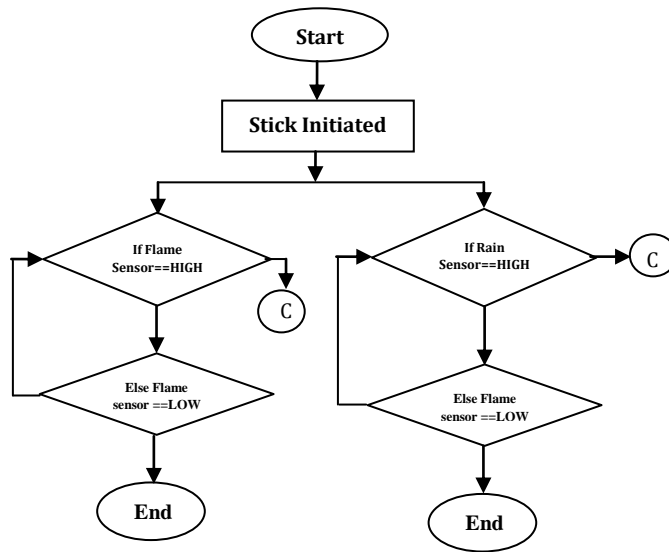 Start
Stick Initiated
If Flame
Sensor==HIGH
C
Else Flame
sensor ==LOW
End
If Rain
Sensor==HIGH
C
Else Flame
sensor ==LOW
End